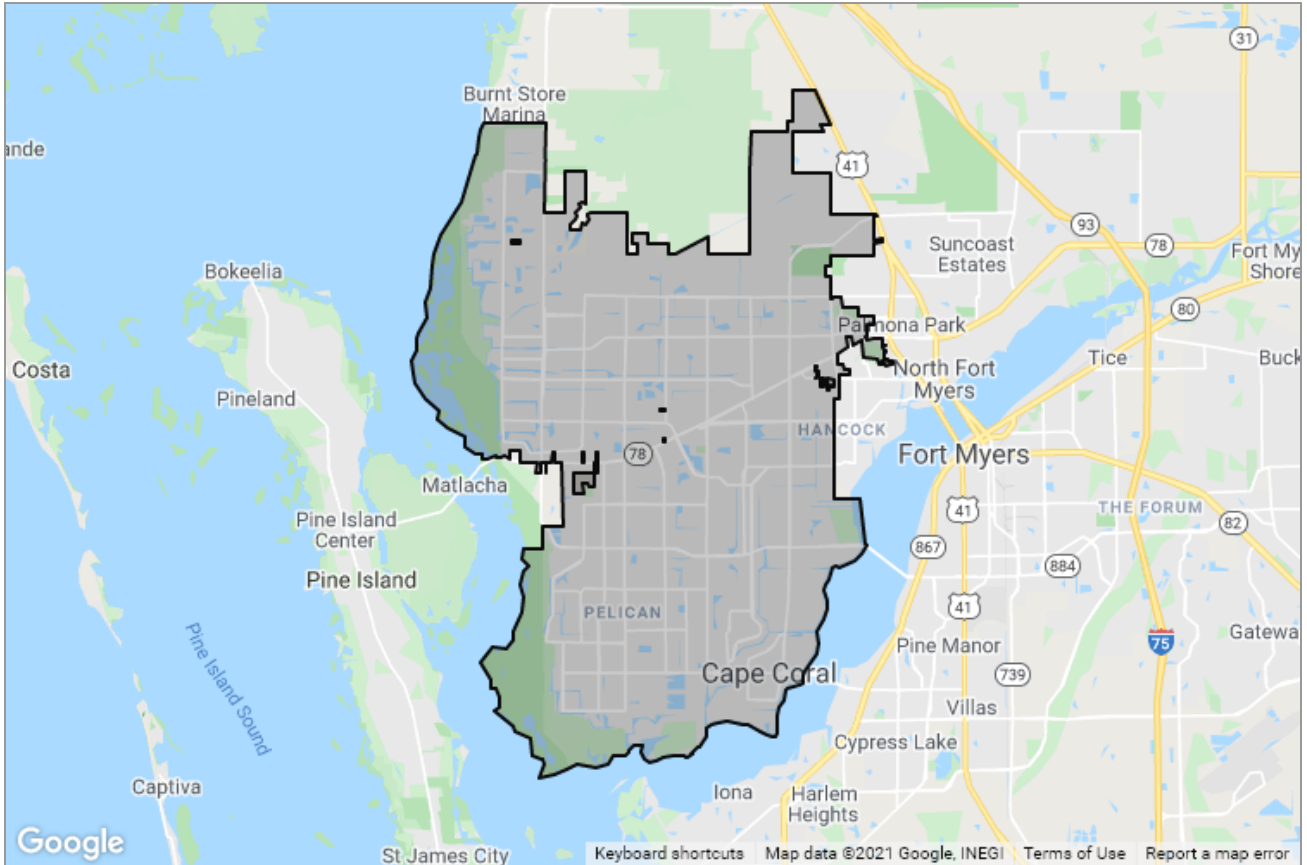 31
Burnt Store
Marina
ande
41
93
78
Suncoast
Estates
Fort My
Shore
Bokeelia
80
Palmona Park
Tice
Buck
Costa
North Fort
Myers
Pineland
HANCOCK
78
Fort Myers
Matlacha
41
THE FORUM
82
Pine Island
Center
867
884
Pine Island
41
PELICAN
Pine Manor
Gatewa
75
Pine Island Sound
Cape Coral
739
Villas
Cypress Lake
Captiva
Iona
Harlem
Heights
Google
St James City
Keyboard shortcuts Map data ©2021 Google, INEGI Terms of Use Report a map error